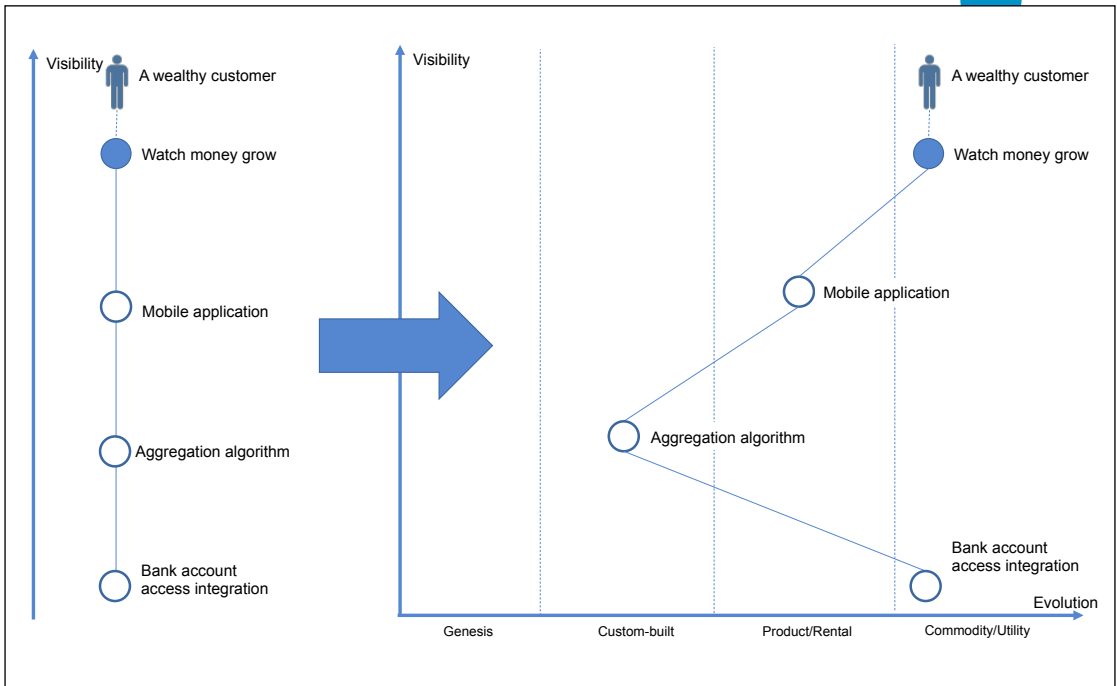 Visibility
A wealthy customer
Watch money grow
Mobile application
Aggregation algorithm
Bank account
access integration
Visibility
A wealthy customer
Watch money grow
Mobile application
Aggregation algorithm
Bank account
access integration
Evolution
Genesis
Custom-built
Product/Rental
Commodity/Utility